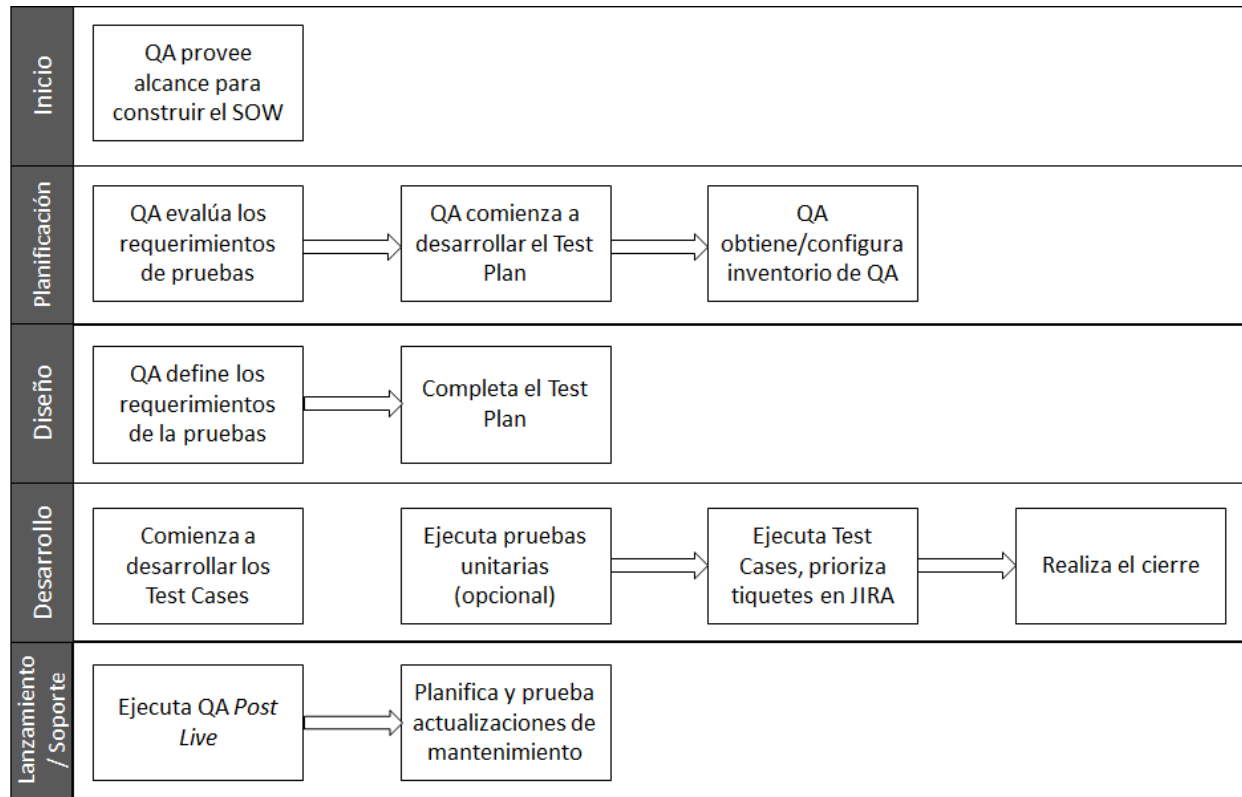 Inicio
QA provee
alcance para
construir el SOW
Planificación
QA evalúa los
requerimientos
de pruebas
QA comienza a
desarrollar el Test
Plan
QA
obtiene/configura
inventorio de QA
Diseño
QA define los
requerimientos
de la pruebas
Completa el Test
Plan
Desarrollo
Comienza a
desarrollar los
Test Cases
Ejecuta pruebas
unitarias
(opcional)
Ejecuta Test
Cases, prioriza
tiquetes en JIRA
Realiza el cierre
Lanzamiento
/ Soporte
Ejecuta QA Post
Live
Planifica y prueba
actualizaciones de
mantenimiento